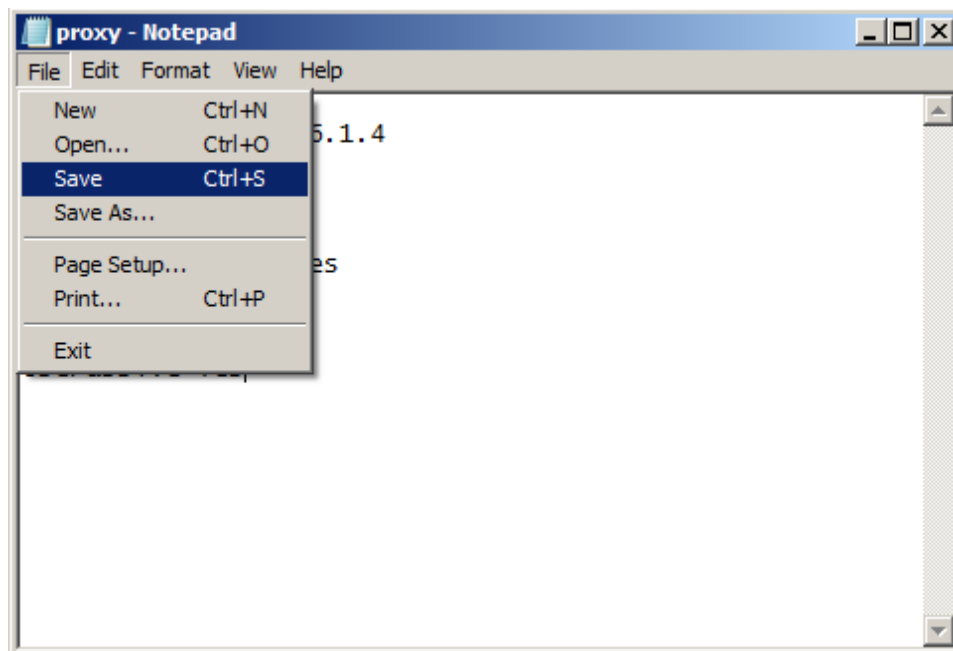 proxy - Notepad
File Edit Format View Help
New Ctrl+N
Open... Ctrl+O
Save Ctrl+S
Save As...
Page Setup...
Print... Ctrl+P
Exit
.1.4
es